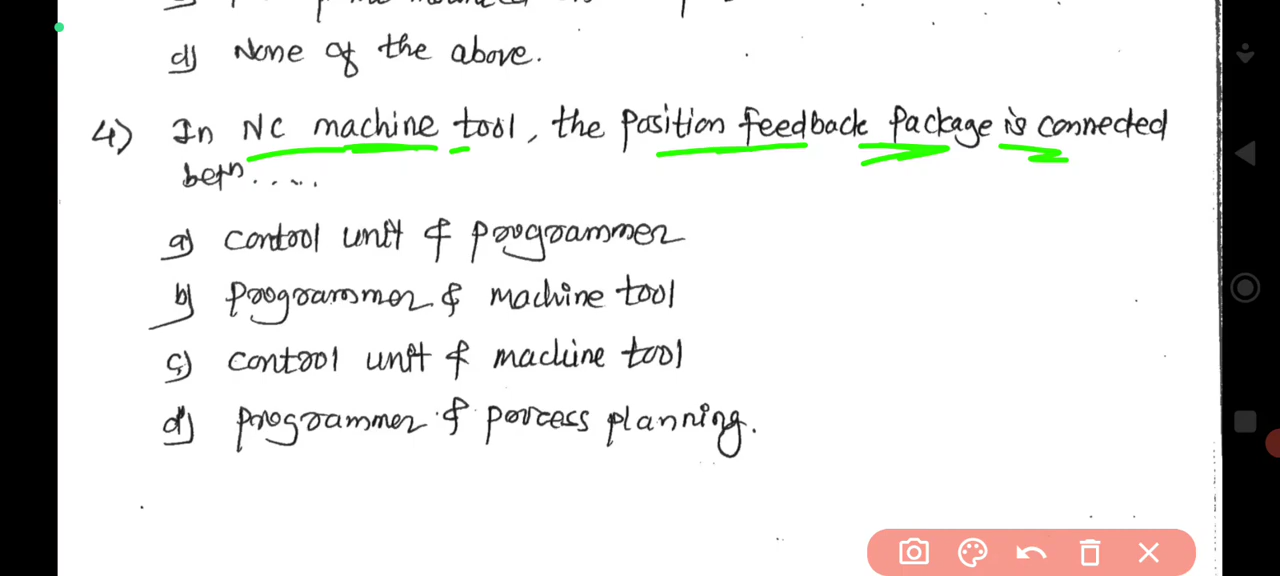 d) None of the above.
4) In NC machine tool, the position feedback package is connected
betn.....
a) control unit & programmer
b) programmer & machine tool
c) control unit & machine tool
d) programmer & porcess planning.